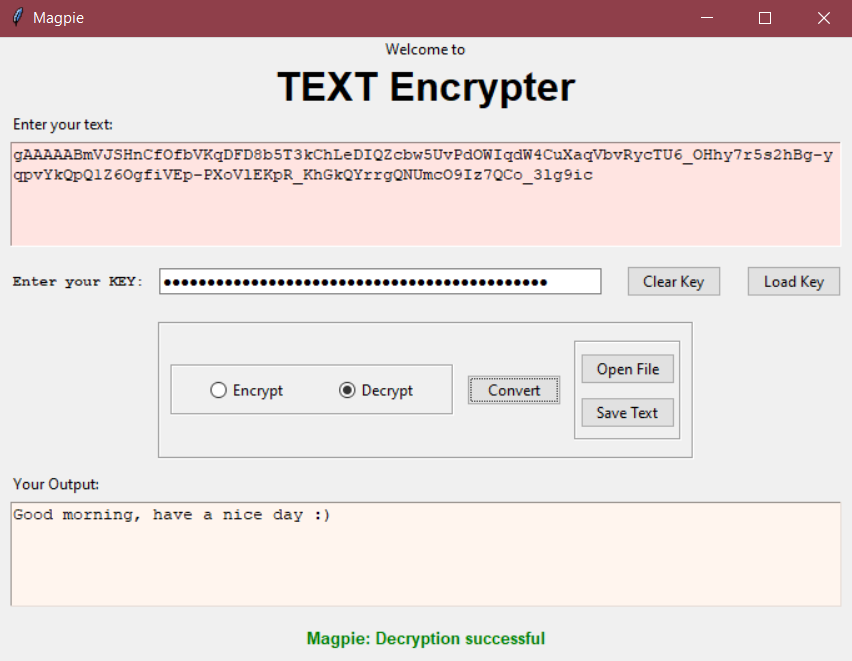 Magpie
Welcome to
TEXT Encrypter
Enter your text:
gAAAAABmVJSHnCfOfbVKqDFD8b5T3kChLeDIQZcbw5UvPdOWIqdW4CuXaqVbvRycTU6_OHhy7r5s2hBg-y
qpvYkQpQ1Z6OgfiVEp-PXoVlEKpR_KhGkQYrrgQNUmcO9Iz7QCo_3lg9ic
Enter your KEY: ●●●●●●●●●●●●●●●●●●●●●●●●●●●●●●●●●●●●●●●●●●●● Clear Key Load Key
Open File
Encrypt Decrypt Convert
Save Text
Your Output:
Good morning, have a nice day :)
Magpie: Decryption successful